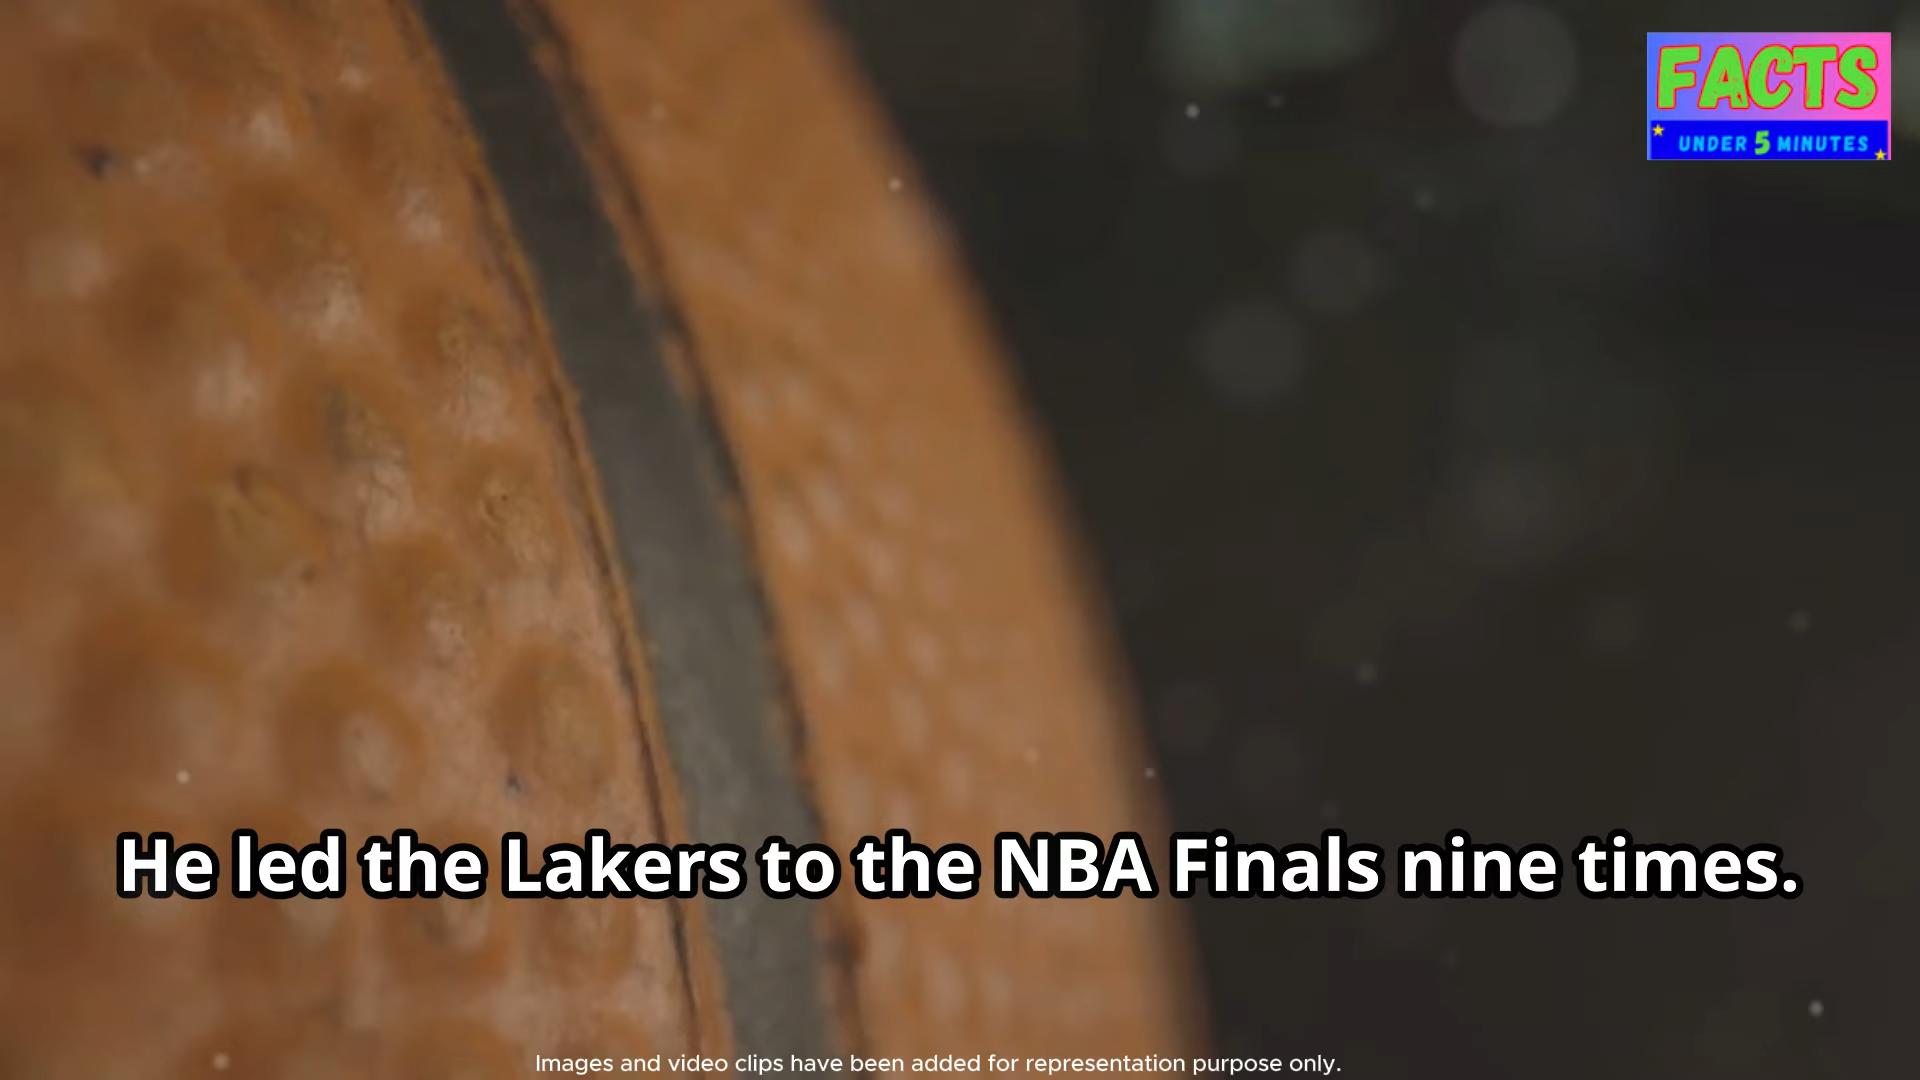 FACTS
UNDER 5 MINUTES
He led the Lakers to the NBA Finals nine times.
Images and video clips have been added for representation purpose only.